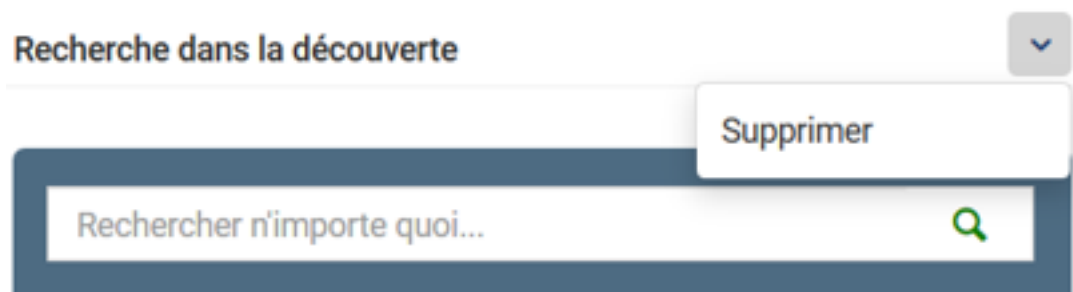 Recherche dans la découverte
Supprimer
Rechercher n'importe quoi...